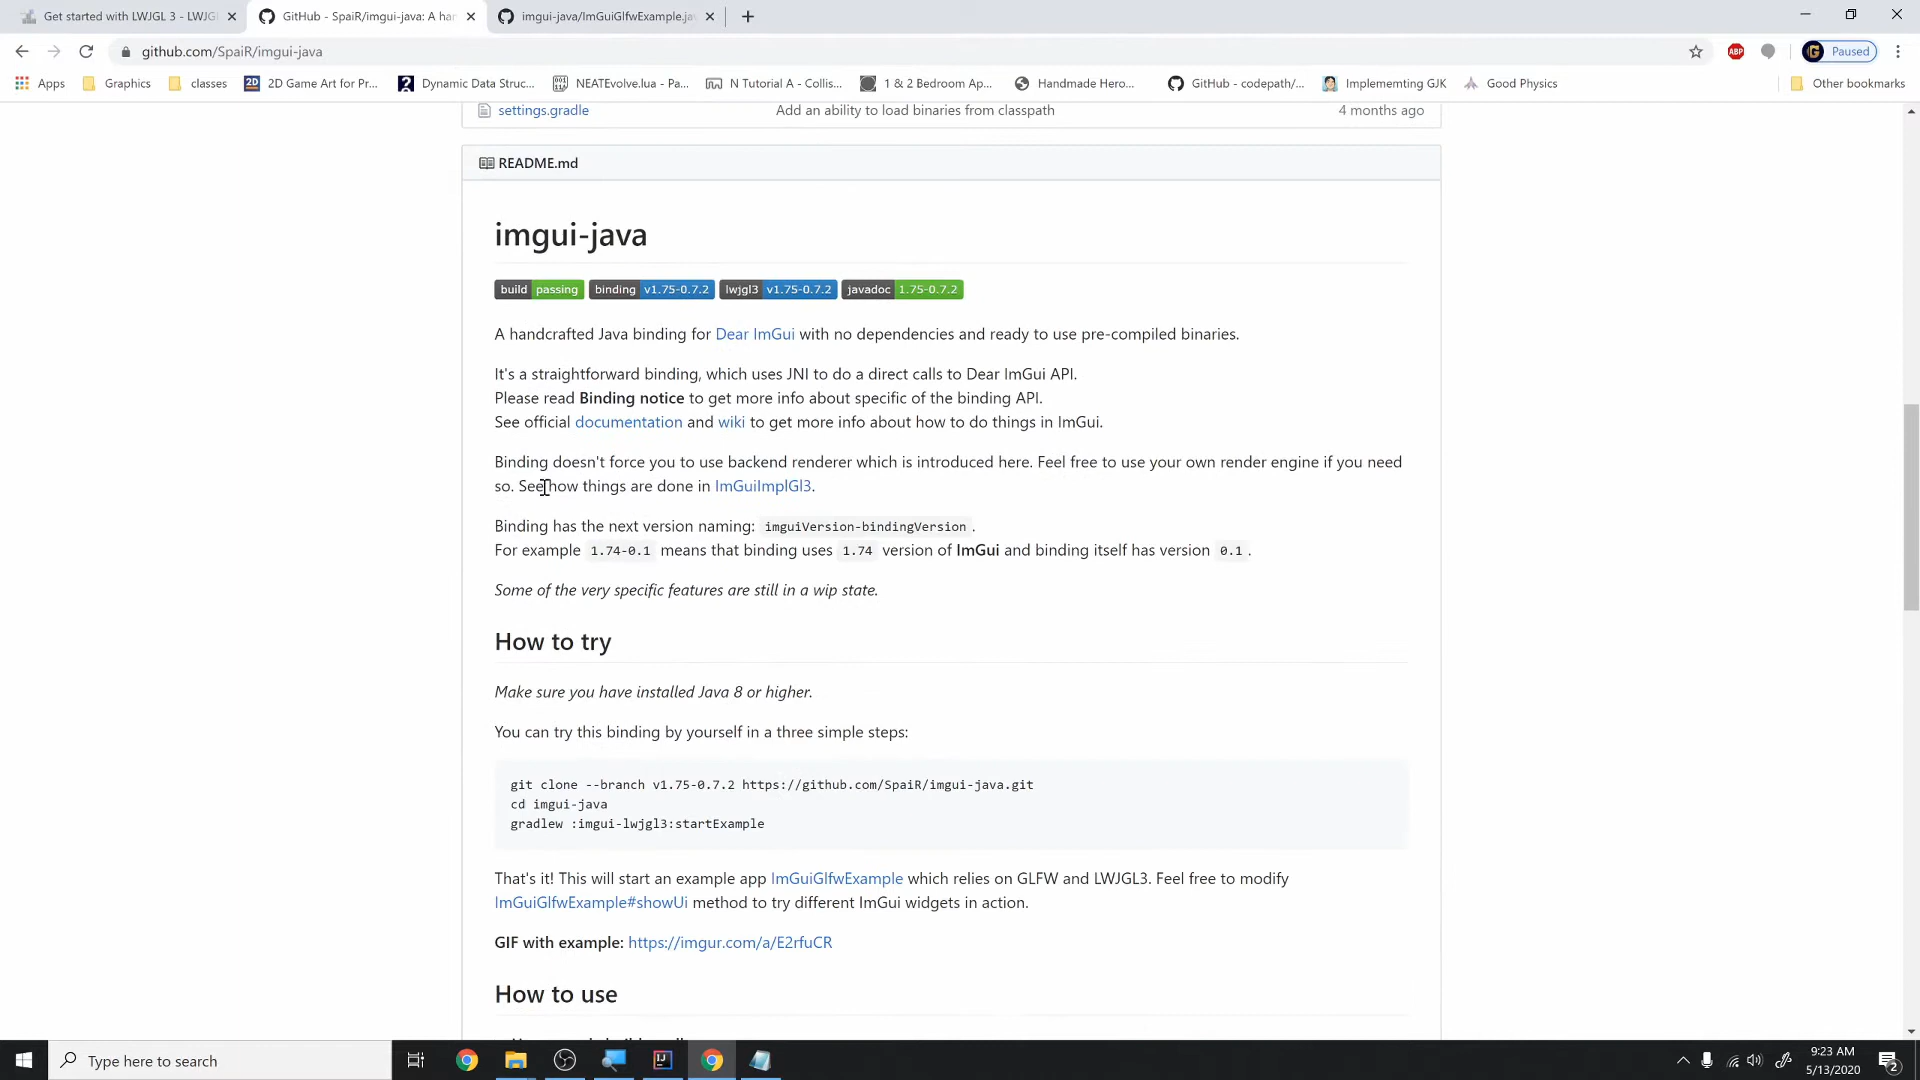 Get started with LWJGL 3 - LWJG
GitHub - SpaiR/imgui-java: A han
imgui-java/ImGuiGlfwExample.jav
github.com/SpaiR/imgui-java
ABP
Paused
Apps
Graphics
classes
2D Game Art for Pr...
Dynamic Data Struc...
NEATEvolve.lua - Pa...
N Tutorial A - Collis...
1 & 2 Bedroom Ap...
Handmade Hero...
GitHub - codepath/...
Implememting GJK
Good Physics
Other bookmarks
settings.gradle Add an ability to load binaries from classpath 4 months ago
README.md
imgui-java
build passing binding v1.75-0.7.2 lwjgl3 v1.75-0.7.2 javadoc 1.75-0.7.2
A handcrafted Java binding for Dear ImGui with no dependencies and ready to use pre-compiled binaries.
It's a straightforward binding, which uses JNI to do a direct calls to Dear ImGui API.
Please read Binding notice to get more info about specific of the binding API.
See official documentation and wiki to get more info about how to do things in ImGui.
Binding doesn't force you to use backend renderer which is introduced here. Feel free to use your own render engine if you need
so. See how things are done in ImGuiImplGl3.
Binding has the next version naming: imguiVersion-bindingVersion .
For example 1.74-0.1 means that binding uses 1.74 version of ImGui and binding itself has version 0.1 .
Some of the very specific features are still in a wip state.
How to try
Make sure you have installed Java 8 or higher.
You can try this binding by yourself in a three simple steps:
git clone --branch v1.75-0.7.2 https://github.com/SpaiR/imgui-java.git
cd imgui-java
gradlew :imgui-lwjgl3:startExample
That's it! This will start an example app ImGuiGlfwExample which relies on GLFW and LWJGL3. Feel free to modify
ImGuiGlfwExample#showUi method to try different ImGui widgets in action.
GIF with example: https://imgur.com/a/E2rfuCR
How to use
Type here to search
9:23 AM
5/13/2020
2